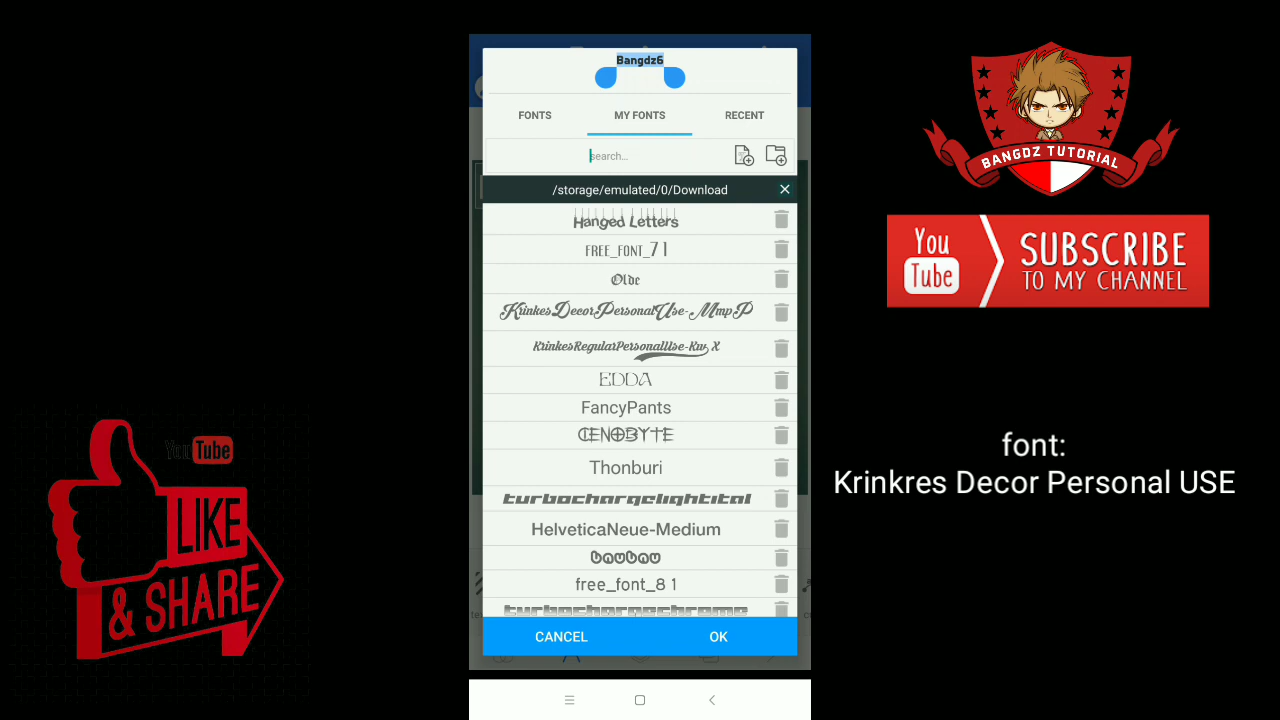 Bangdz6
FONTS
MY FONTS
RECENT
search...
/storage/emulated/0/Download
Hanged Letters
FREE_FONT_71
Olde
KrinkesDecorPersonalUse-MmpP
KrinkesRegularPersonalUse-Kw X
EDDA
FancyPants
CENOBYTE
Thonburi
turbochargelightital
HelveticaNeue-Medium
baubau
free_font_8 1
turbochargechrome
CANCEL
OK
BANGDZ TUTORIAL
You
Tube
SUBSCRIBE
TO MY CHANNEL
font:
Krinkres Decor Personal USE
YouTube
LIKE
& SHARE